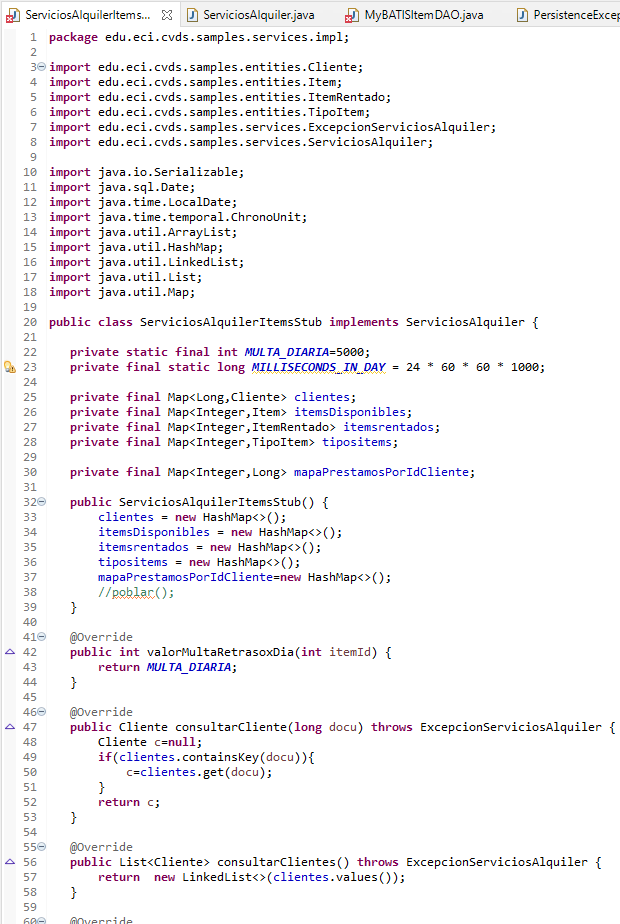 ServiciosAlquilerItems... ServiciosAlquiler.java MyBATISItemDAO.java PersistenceExcep
1 package edu.eci.cvds.samples.services.impl;
2
3 import edu.eci.cvds.samples.entities.Cliente;
4 import edu.eci.cvds.samples.entities.Item;
5 import edu.eci.cvds.samples.entities.ItemRentado;
6 import edu.eci.cvds.samples.entities.TipoItem;
7 import edu.eci.cvds.samples.services.ExcepcionServiciosAlquiler;
8 import edu.eci.cvds.samples.services.ServiciosAlquiler;
9
10 import java.io.Serializable;
11 import java.sql.Date;
12 import java.time.LocalDate;
13 import java.time.temporal.ChronoUnit;
14 import java.util.ArrayList;
15 import java.util.HashMap;
16 import java.util.LinkedList;
17 import java.util.List;
18 import java.util.Map;
19
20 public class ServiciosAlquilerItemsStub implements ServiciosAlquiler {
21
22 private static final int MULTA_DIARIA=5000;
23 private final static long MILLISECONDS_IN_DAY = 24 * 60 * 60 * 1000;
24
25 private final Map<Long,Cliente> clientes;
26 private final Map<Integer,Item> itemsDisponibles;
27 private final Map<Integer,ItemRentado> itemsrentados;
28 private final Map<Integer,TipoItem> tipositems;
29
30 private final Map<Integer,Long> mapaPrestamosPorIdCliente;
31
32 public ServiciosAlquilerItemsStub() {
33 clientes = new HashMap<>();
34 itemsDisponibles = new HashMap<>();
35 itemsrentados = new HashMap<>();
36 tipositems = new HashMap<>();
37 mapaPrestamosPorIdCliente=new HashMap<>();
38 //poblar();
39 }
40
41 @Override
42 public int valorMultaRetrasoxDia(int itemId) {
43 return MULTA_DIARIA;
44 }
45
46 @Override
47 public Cliente consultarCliente(long docu) throws ExcepcionServiciosAlquiler {
48 Cliente c=null;
49 if(clientes.containsKey(docu)){
50 c=clientes.get(docu);
51 }
52 return c;
53 }
54
55 @Override
56 public List<Cliente> consultarClientes() throws ExcepcionServiciosAlquiler {
57 return  new LinkedList<>(clientes.values());
58 }
59
60 @Override